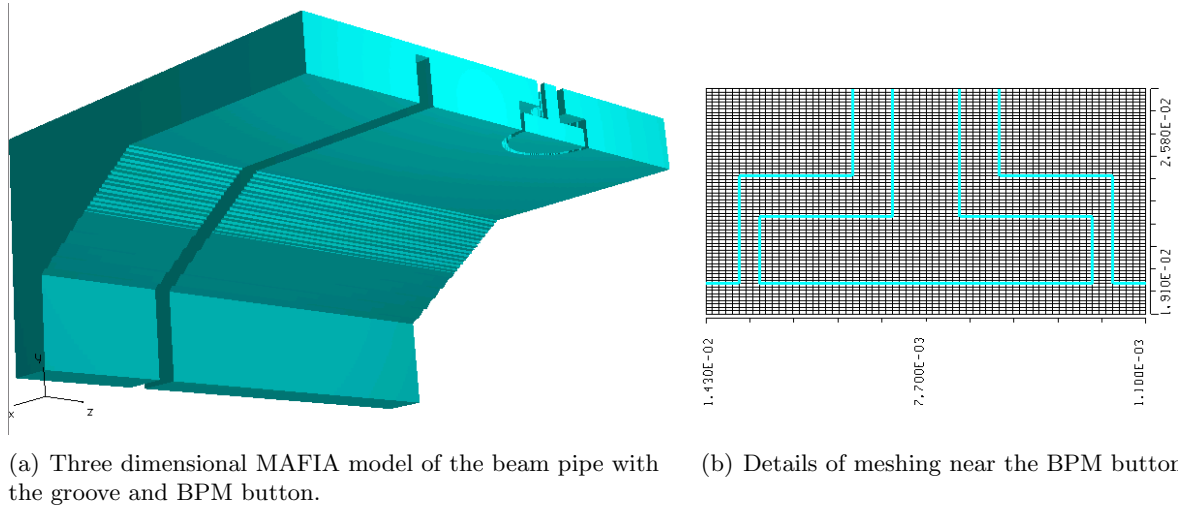 y
x
z
2.580E-02
1.910E-02
1.430E-02
7.700E-03
1.100E-03
(a) Three dimensional MAFIA model of the beam pipe with
the groove and BPM button.
(b) Details of meshing near the BPM button